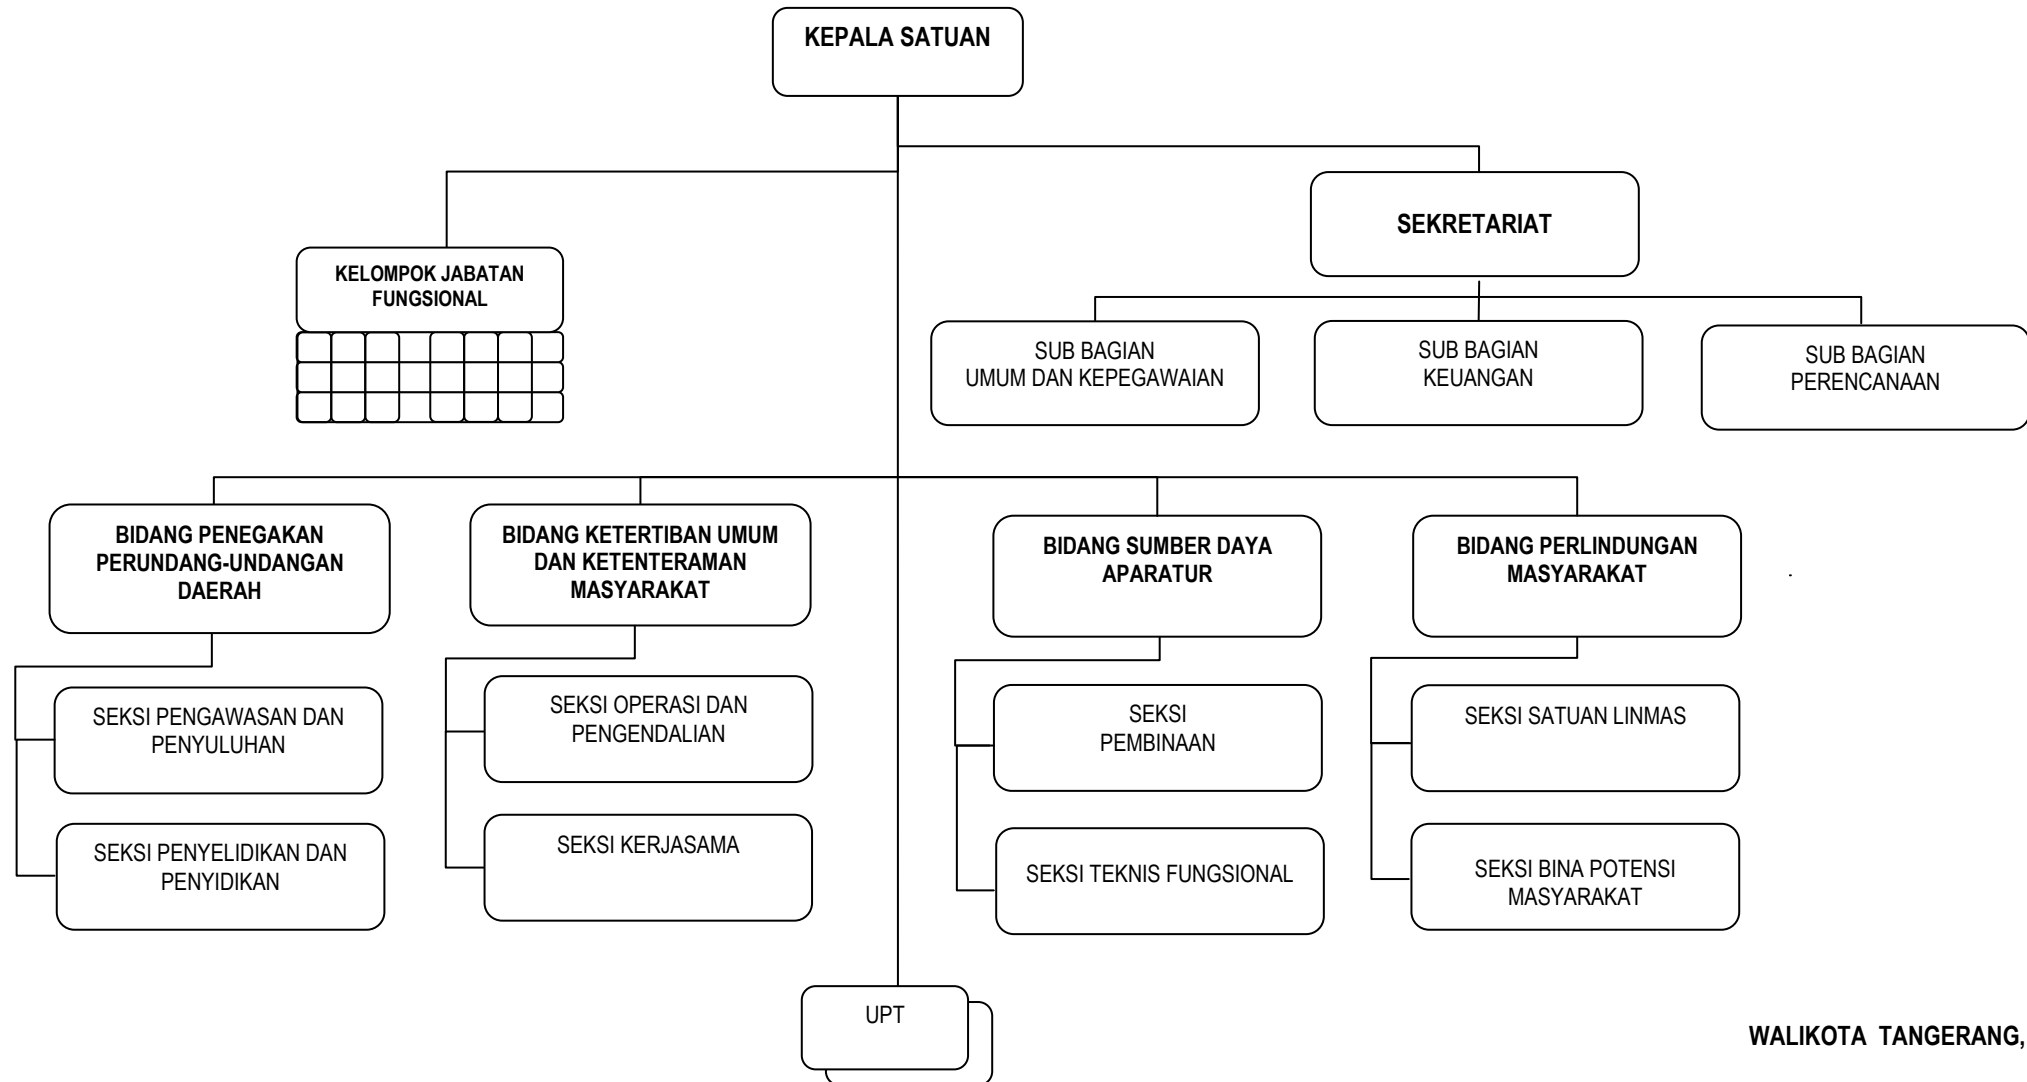 KEPALA SATUAN
SEKRETARIAT
KELOMPOK JABATAN
FUNGSIONAL
SUB BAGIAN
UMUM DAN KEPEGAWAIAN
SUB BAGIAN
KEUANGAN
SUB BAGIAN
PERENCANAAN
BIDANG PENEGAKAN
PERUNDANG-UNDANGAN
DAERAH
BIDANG KETERTIBAN UMUM
DAN KETENTERAMAN
MASYARAKAT
BIDANG SUMBER DAYA
APARATUR
BIDANG PERLINDUNGAN
MASYARAKAT
SEKSI PENGAWASAN DAN
PENYULUHAN
SEKSI OPERASI DAN
PENGENDALIAN
SEKSI
PEMBINAAN
SEKSI SATUAN LINMAS
SEKSI PENYELIDIKAN DAN
PENYIDIKAN
SEKSI KERJASAMA
SEKSI TEKNIS FUNGSIONAL
SEKSI BINA POTENSI
MASYARAKAT
UPT
WALIKOTA TANGERANG,